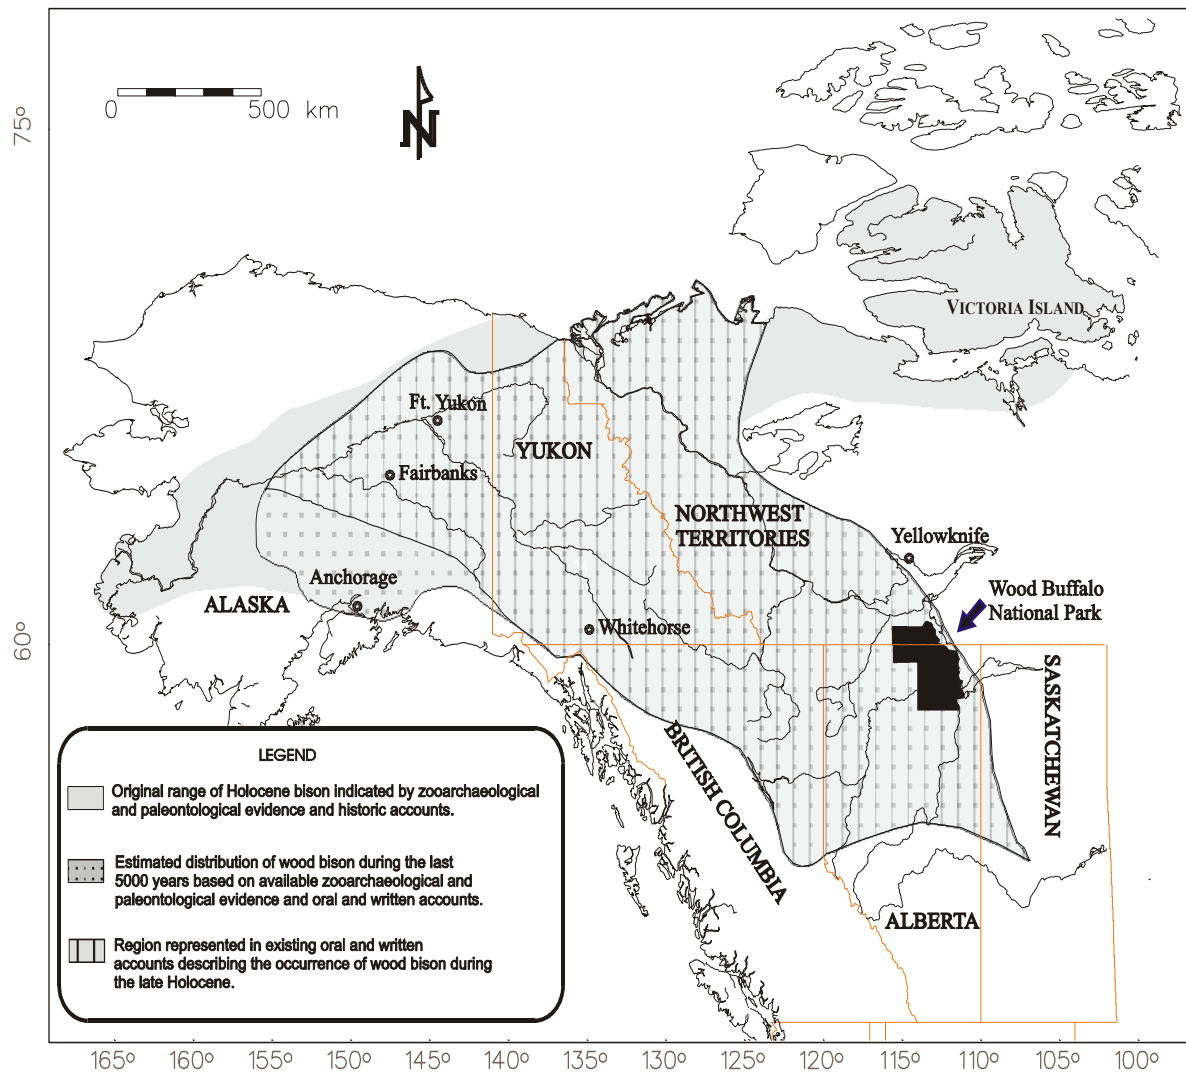 75°
0 500 km
N
VICTORIA ISLAND
Ft. Yukon
YUKON
Fairbanks
NORTHWEST
TERRITORIES
Yellowknife
Anchorage
ALASKA
Wood Buffalo
National Park
Whitehorse
60°
SASKATCHEWAN
BRITISH COLUMBIA
ALBERTA
LEGEND
Original range of Holocene bison indicated by zooarchaeological
and paleontological evidence and historic accounts.
Estimated distribution of wood bison during the last
5000 years based on available zooarchaeological and
paleontological evidence and oral and written accounts.
Region represented in existing oral and written
accounts describing the occurrence of wood bison during
the late Holocene.
165° 160° 155° 150° 145° 140° 135° 130° 125° 120° 115° 110° 105° 100°